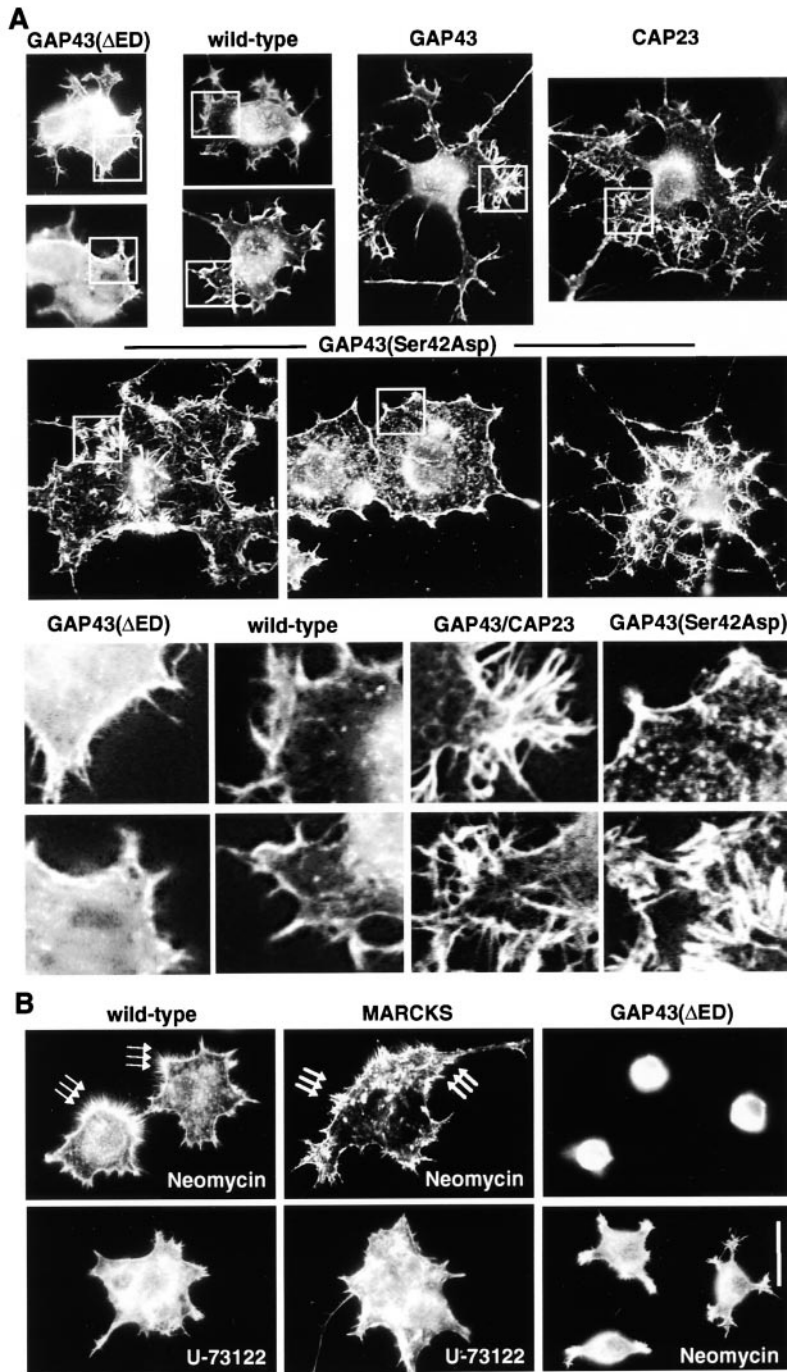 A
GAP43(ΔED)
wild-type
GAP43
CAP23
GAP43(Ser42Asp)
GAP43(ΔED)
wild-type
GAP43/CAP23
GAP43(Ser42Asp)
B
wild-type
MARCKS
GAP43(ΔED)
Neomycin
Neomycin
U-73122
U-73122
Neomycin